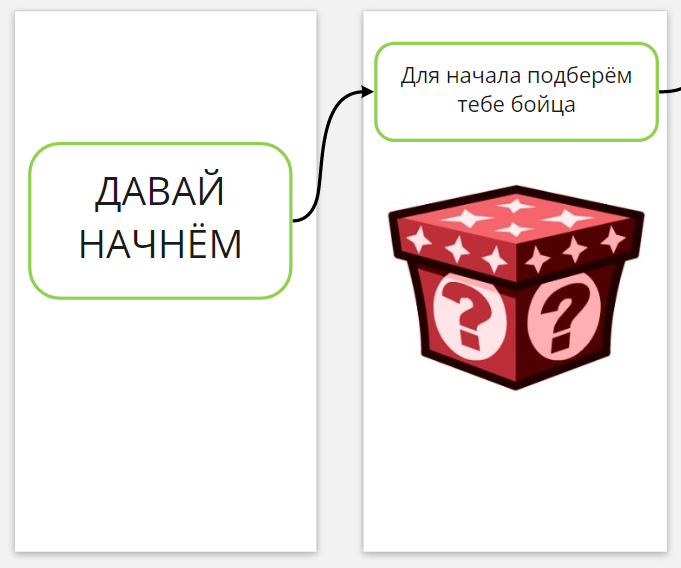 ДАВАЙ
НАЧНЁМ
Для начала подберём
тебе бойца
? ?